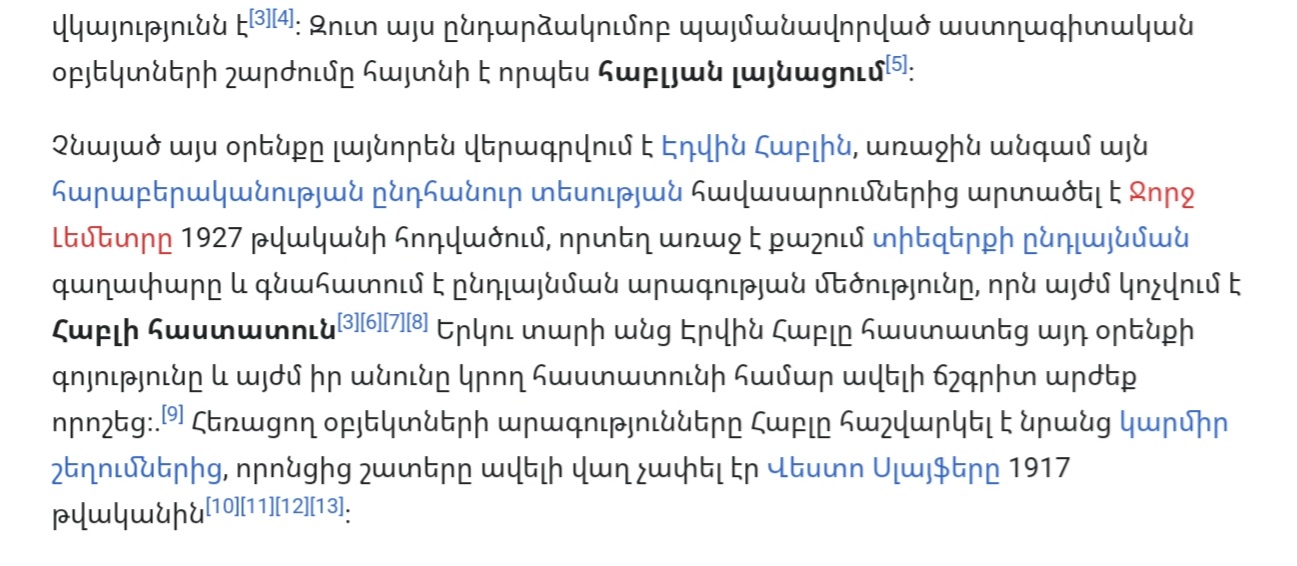 վկայությունն է[3][4]: Զուտ այս ընդարձակումոբ պայմանավորված աստղագիտական
օբյեկտների շարժումը հայտնի է որպես հաբլյան լայնացում[5]:
Չնայած այս օրենքը լայնորեն վերագրվում է Էդվին Հաբլին, առաջին անգամ այն
հարաբերականության ընդհանուր տեսության հավասարումներից արտածել է Ջորջ
Լեմետրը 1927 թվականի հոդվածում, որտեղ առաջ է քաշում տիեզերքի ընդլայնման
գաղափարը և գնահատում է ընդլայնման արագության մեծությունը, որն այժմ կոչվում է
Հաբլի հաստատուն[3][6][7][8] Երկու տարի անց Էրվին Հաբլը հաստատեց այդ օրենքի
գոյությունը և այժմ իր անունը կրող հաստատունի համար ավելի ճշգրիտ արժեք
որոշեց:.[9] Հեռացող օբյեկտների արագությունները Հաբլը հաշվարկել է նրանց կարմիր
շեղումներից, որոնցից շատերը ավելի վաղ չափել էր Վեստո Սլայֆերը 1917
թվականին[10][11][12][13]: